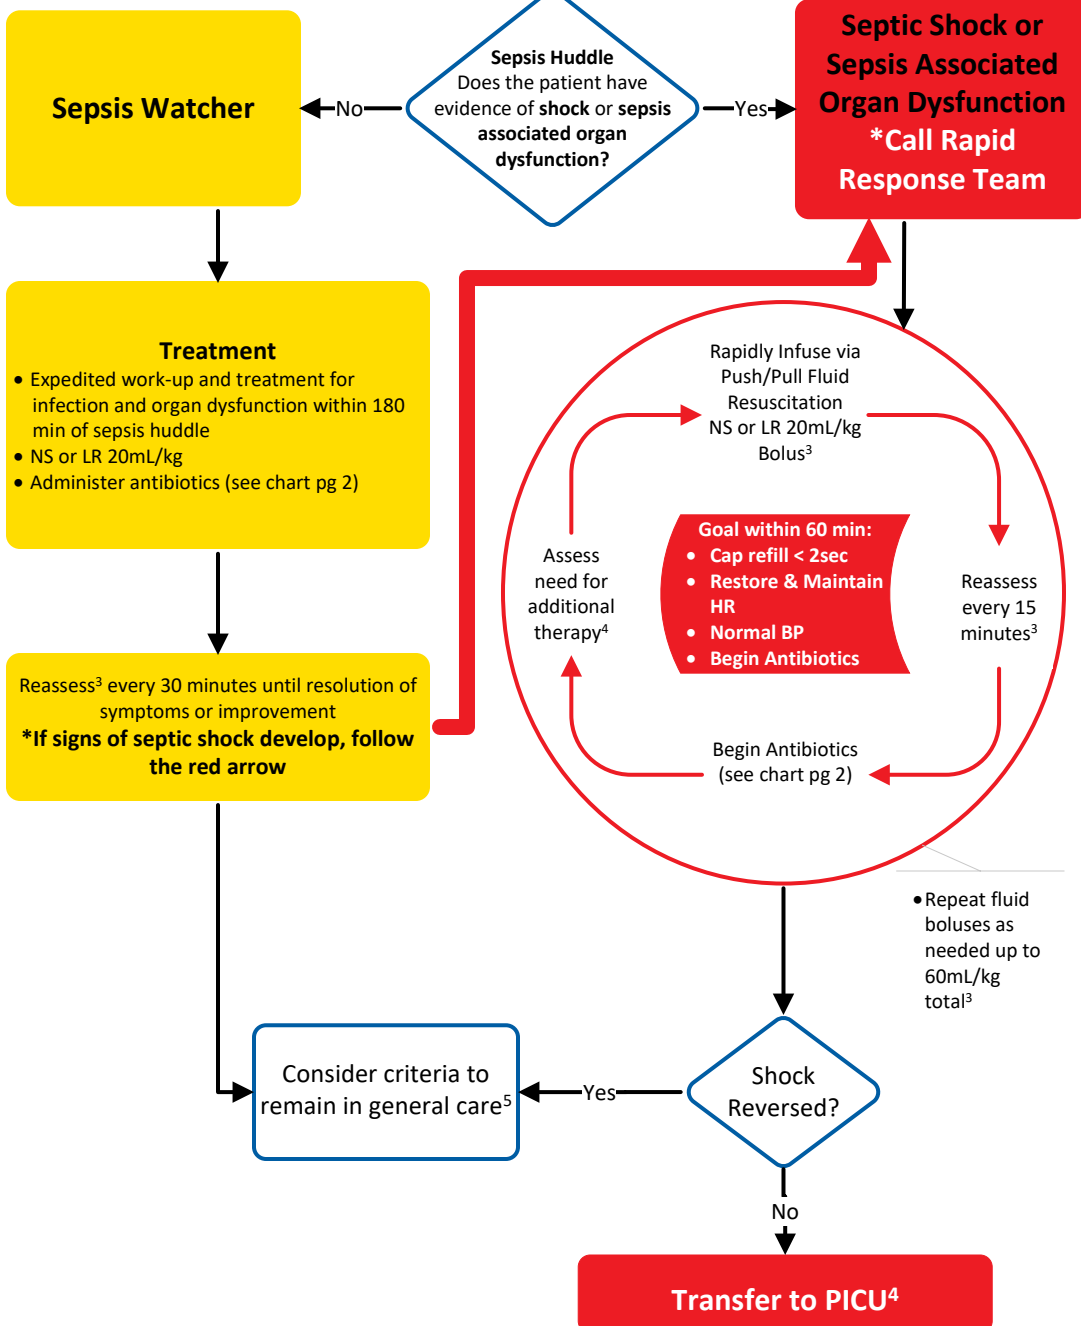 Sepsis Huddle
Does the patient have
evidence of shock or sepsis
associated organ
dysfunction?
No
Yes
Sepsis Watcher
Septic Shock or
Sepsis Associated
Organ Dysfunction
*Call Rapid
Response Team
Treatment
• Expedited work-up and treatment for
infection and organ dysfunction within 180
min of sepsis huddle
• NS or LR 20mL/kg
• Administer antibiotics (see chart pg 2)
Reassess³ every 30 minutes until resolution of
symptoms or improvement
*If signs of septic shock develop, follow
the red arrow
Rapidly Infuse via
Push/Pull Fluid
Resuscitation
NS or LR 20mL/kg
Bolus³
Reassess
every 15
minutes³
Begin Antibiotics
(see chart pg 2)
Assess
need for
additional
therapy⁴
Goal within 60 min:
• Cap refill < 2sec
• Restore & Maintain
HR
• Normal BP
• Begin Antibiotics
• Repeat fluid
boluses as
needed up to
60mL/kg
total³
Shock
Reversed?
Yes
Consider criteria to
remain in general care⁵
No
Transfer to PICU⁴